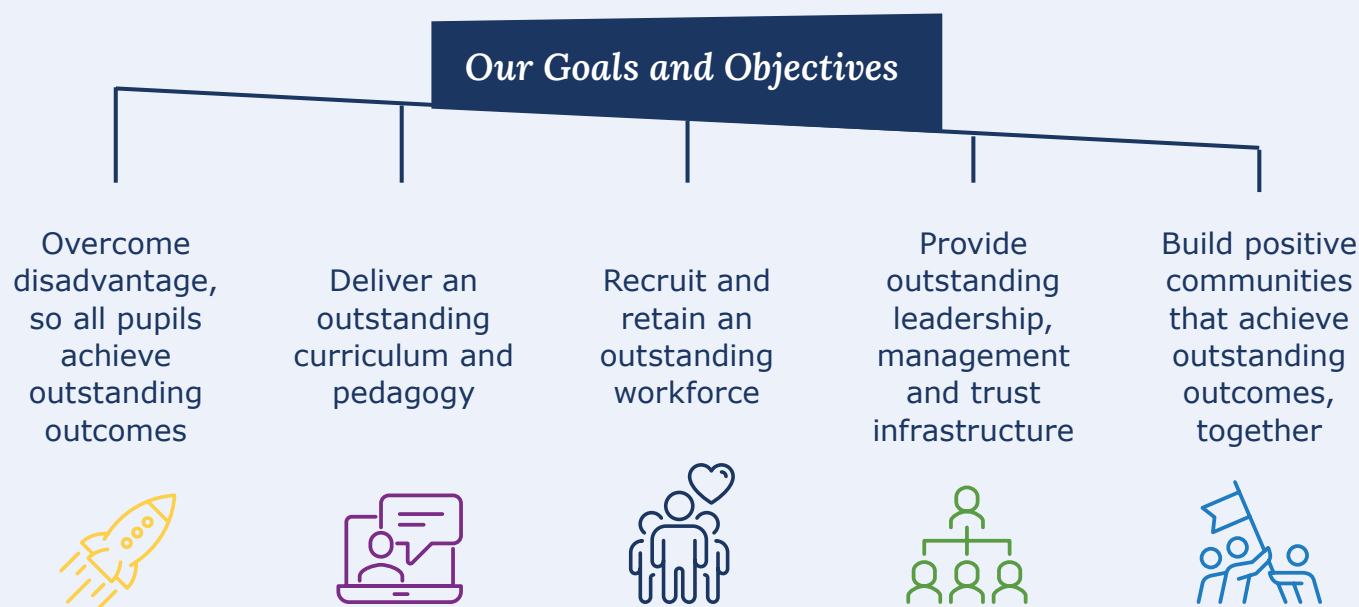 Our Goals and Objectives
Overcome
disadvantage,
so all pupils
achieve
outstanding
outcomes
Deliver an
outstanding
curriculum and
pedagogy
Recruit and
retain an
outstanding
workforce
Provide
outstanding
leadership,
management
and trust
infrastructure
Build positive
communities
that achieve
outstanding
outcomes,
together